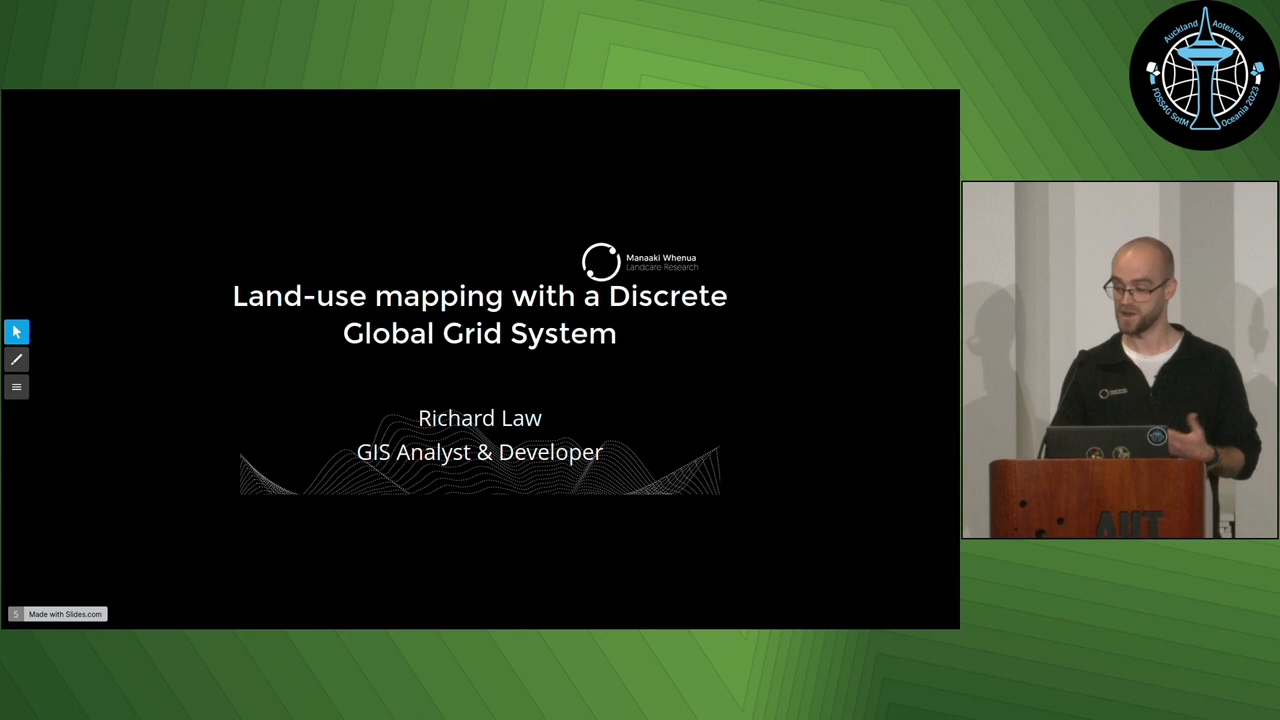 Auckland Aotearoa
FOSS4G SotM Oceania 2023
Manaaki Whenua
Landcare Research
Land-use mapping with a Discrete
Global Grid System
Richard Law
GIS Analyst & Developer
AUT
S Made with Slides.com